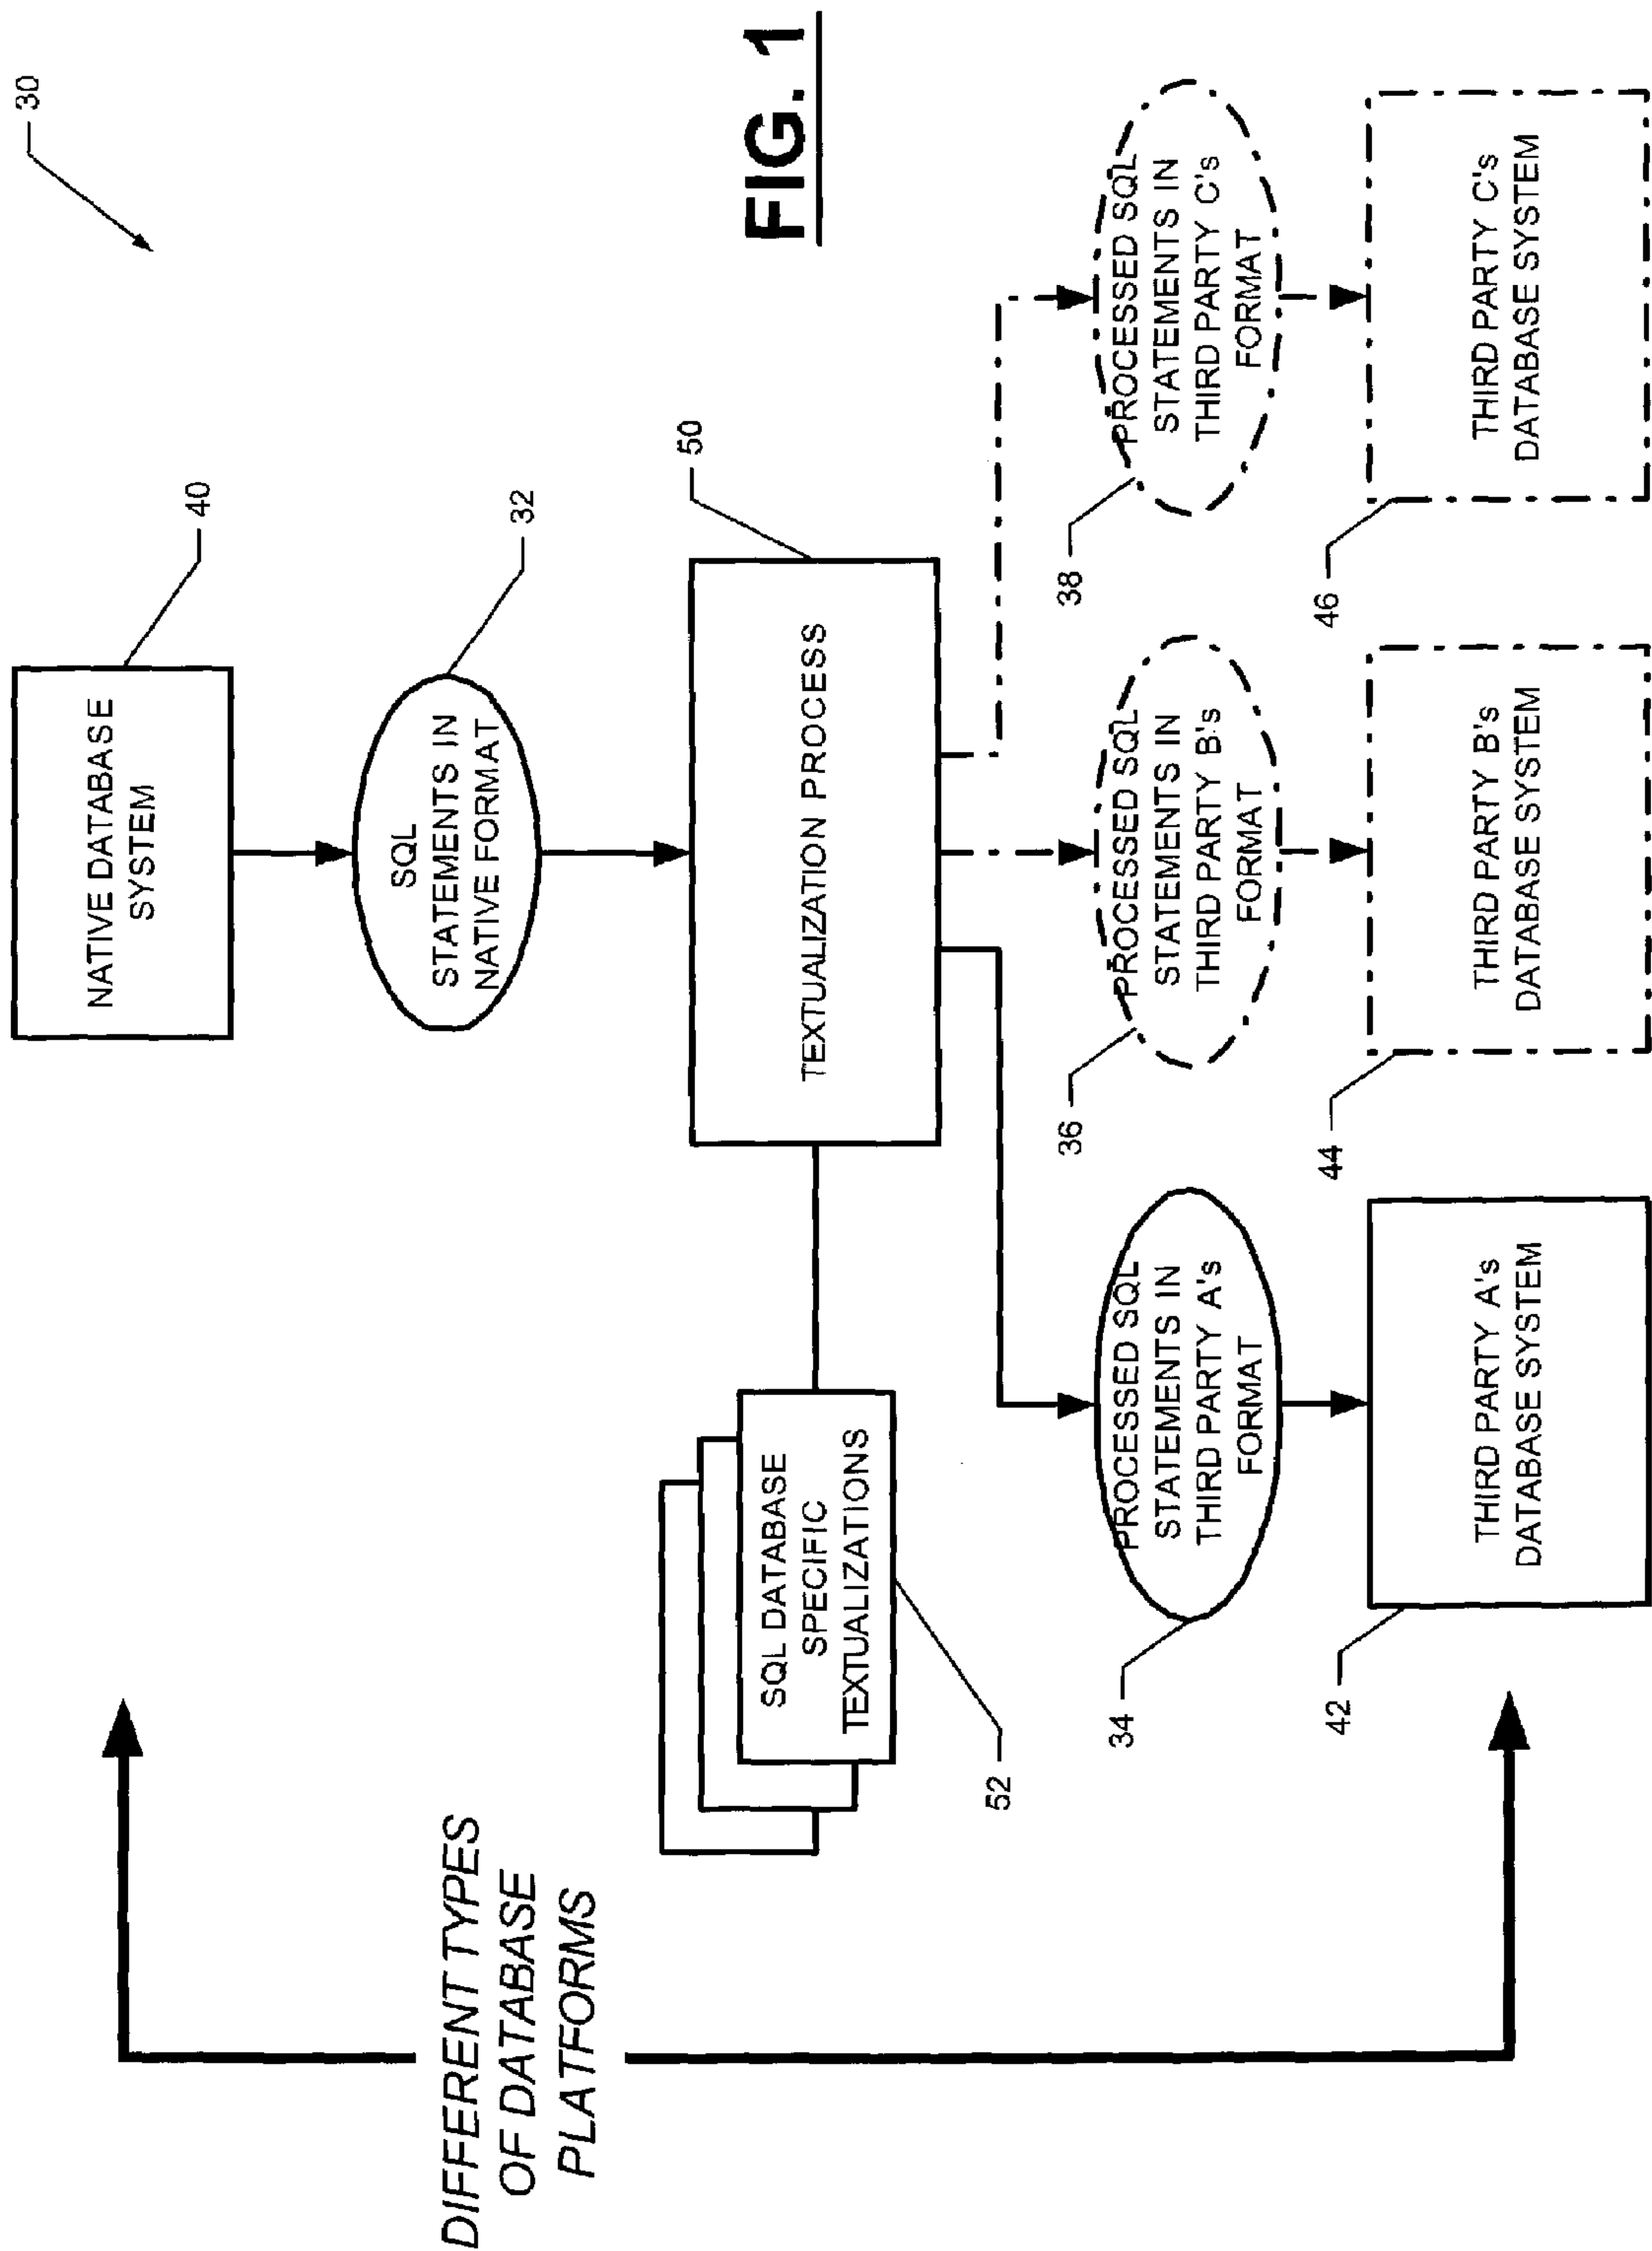 30
NATIVE DATABASE
SYSTEM
40
SQL
STATEMENTS IN
NATIVE FORMAT
32
DIFFERENT TYPES
OF DATABASE
PLATFORMS
SQL DATABASE
SPECIFIC
TEXTUALIZATIONS
52
TEXTUALIZATION PROCESS
50
FIG. 1
34
PROCESSED SQL
STATEMENTS IN
THIRD PARTY A's
FORMAT
36
PROCESSED SQL
STATEMENTS IN
THIRD PARTY B's
FORMAT
38
PROCESSED SQL
STATEMENTS IN
THIRD PARTY C's
FORMAT
42
THIRD PARTY A's
DATABASE SYSTEM
44
THIRD PARTY B's
DATABASE SYSTEM
46
THIRD PARTY C's
DATABASE SYSTEM